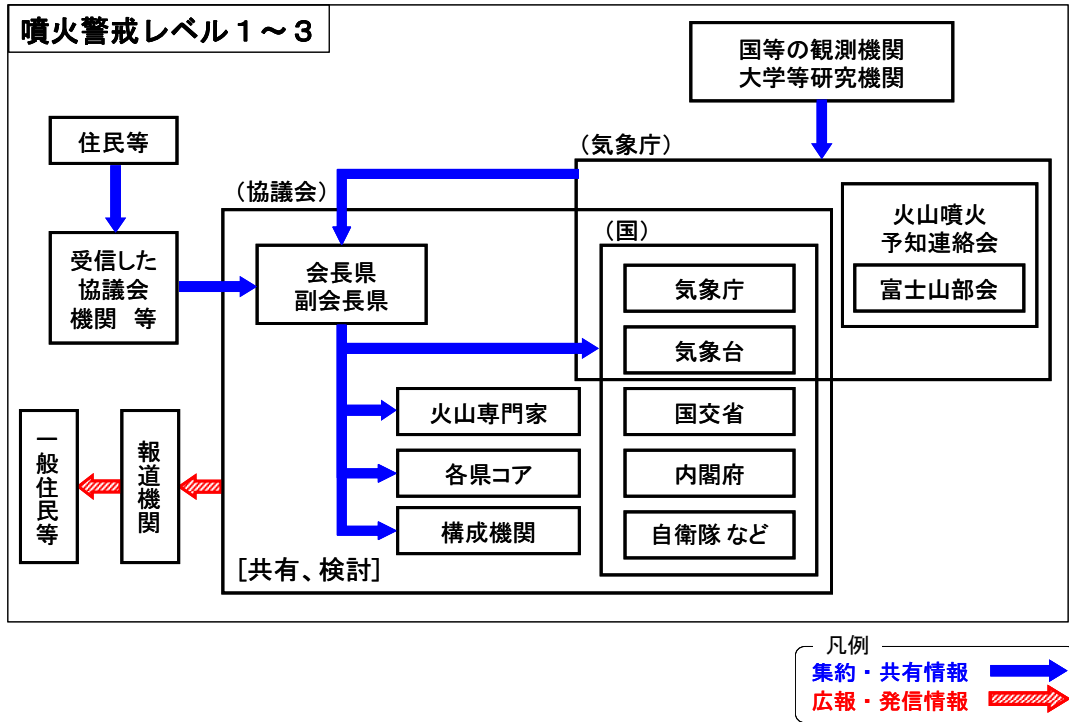 噴火警戒レベル１～３
国等の観測機関
大学等研究機関
（気象庁）
住民等
（協議会）
火山噴火
予知連絡会
富士山部会
（国）
受信した
協議会
機関　等
会長県
副会長県
気象庁
気象台
火山専門家
国交省
各県コア
内閣府
構成機関
自衛隊 など
一般住民等
報道機関
[共有、検討]
凡例
集約・共有情報
広報・発信情報